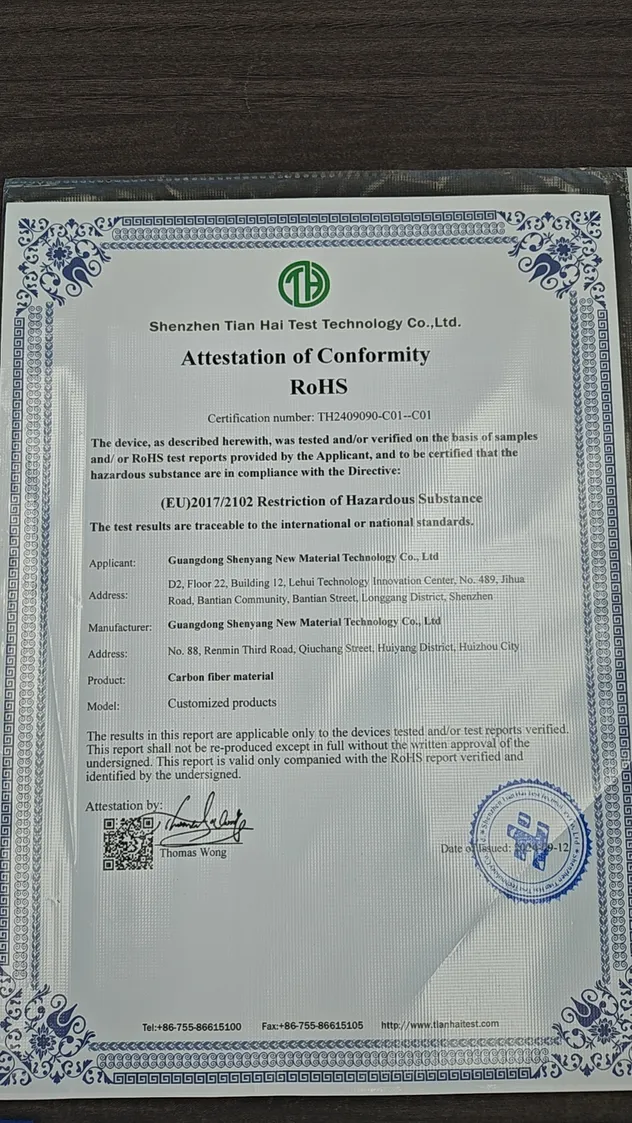 TH
Shenzhen Tian Hai Test Technology Co.,Ltd.
Attestation of Conformity
RoHS
Certification number: TH2409090-C01--C01
The device, as described herewith, was tested and/or verified on the basis of samples
and/ or RoHS test reports provided by the Applicant, and to be certified that the
hazardous substance are in compliance with the Directive:
(EU)2017/2102 Restriction of Hazardous Substance
The test results are traceable to the international or national standards.
Applicant: Guangdong Shenyang New Material Technology Co., Ltd
Address: D2, Floor 22, Building 12, Lehui Technology Innovation Center, No. 489, Jihua
Road, Bantian Community, Bantian Street, Longgang District, Shenzhen
Manufacturer: Guangdong Shenyang New Material Technology Co., Ltd
Address: No. 88, Renmin Third Road, Qiuchang Street, Huiyang District, Huizhou City
Product: Carbon fiber material
Model: Customized products
The results in this report are applicable only to the devices tested and/or test reports verified.
This report shall not be re-produced except in full without the written approval of the
undersigned. This report is valid only companied with the RoHS report verified and
identified by the undersigned.
Attestation by:
Thomas Wong
Date of Issued: 2024-09-12
Tel:+86-755-86615100 Fax:+86-755-86615105 http://www.tianhaitest.com